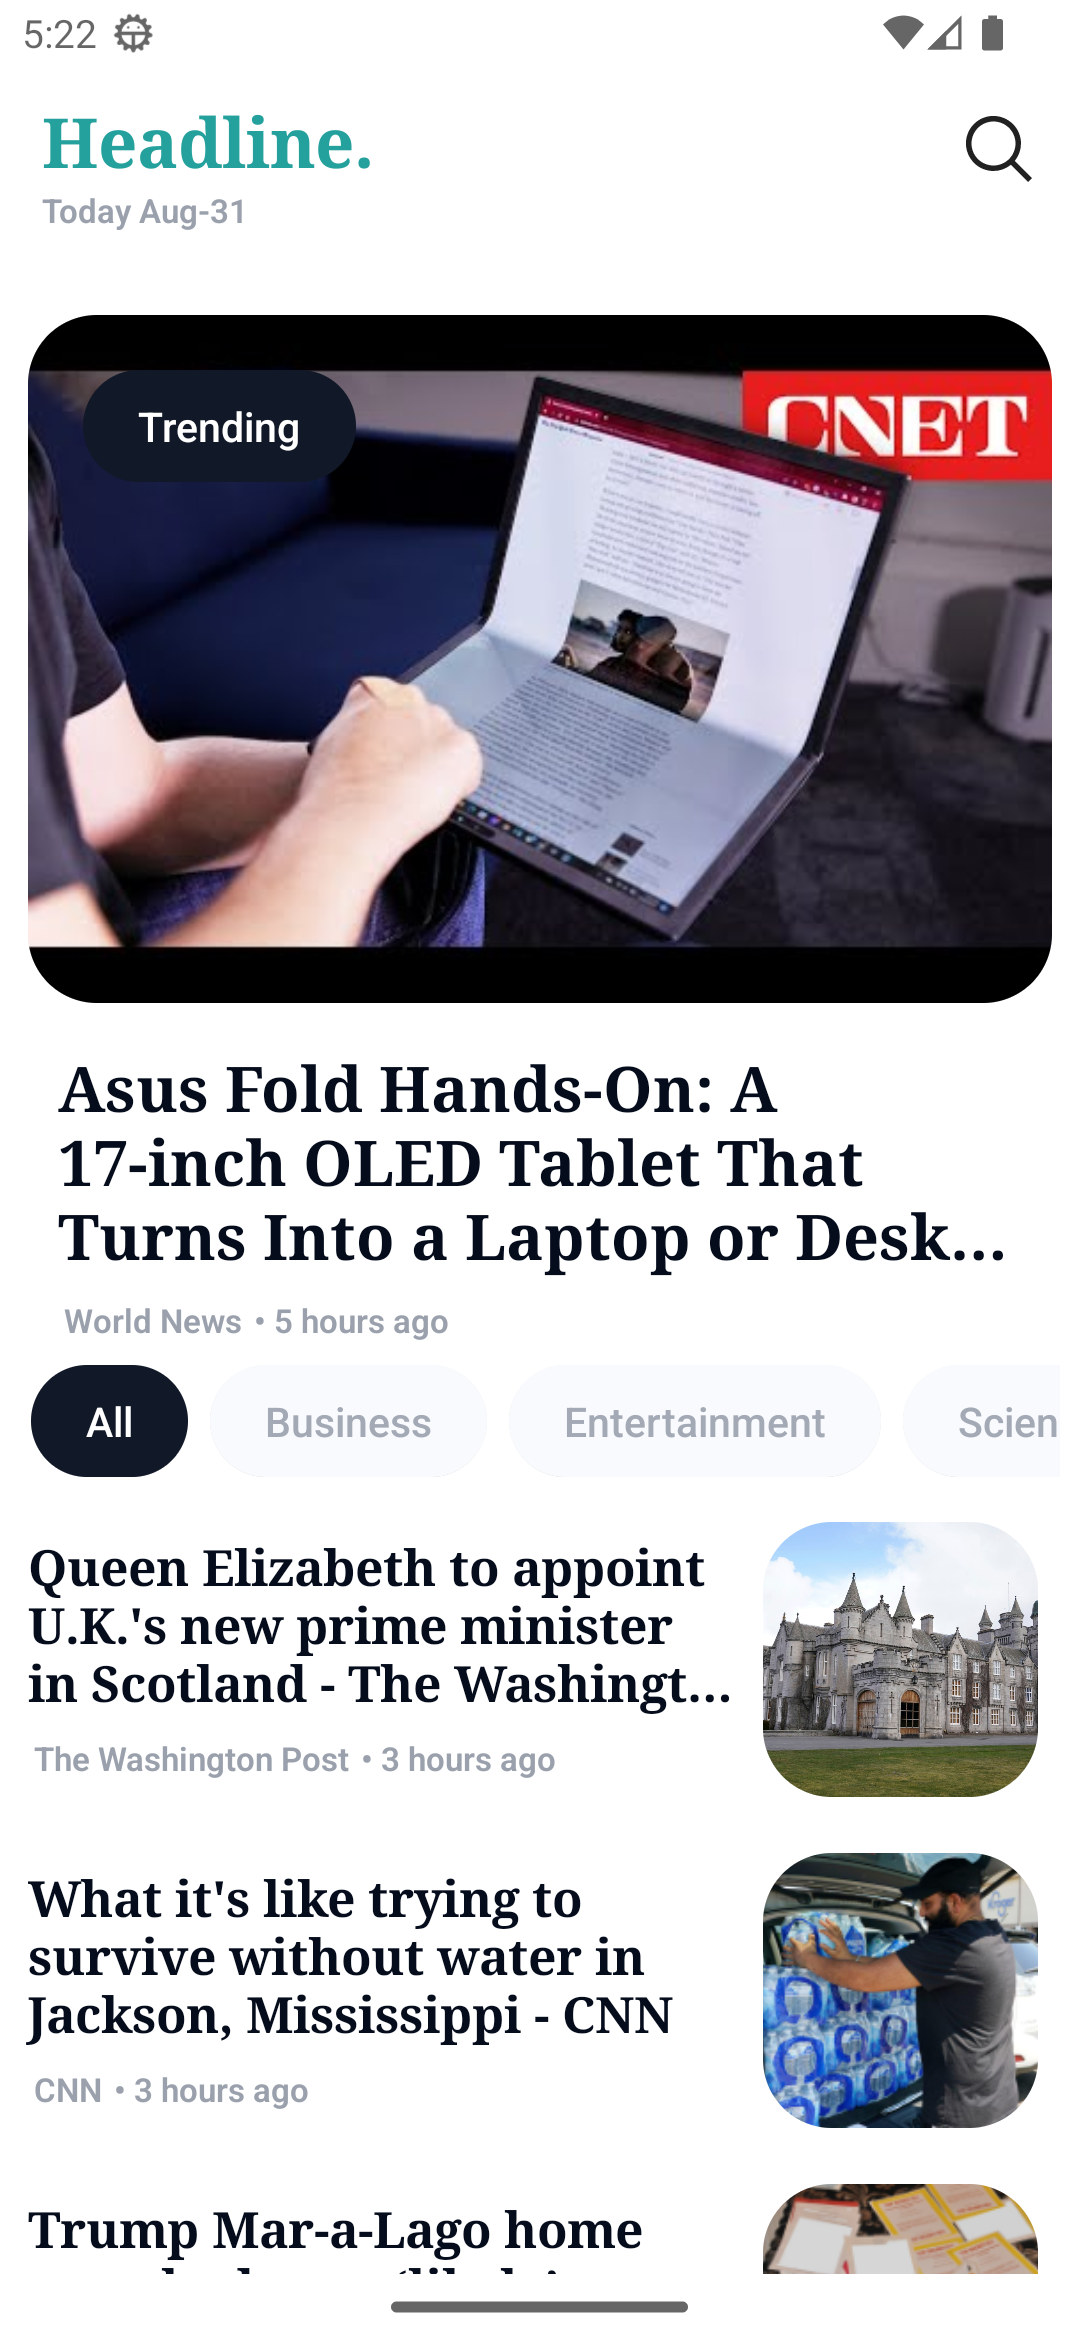 5:22
Headline.
Today Aug-31
Trending
CNET
Asus Fold Hands-On: A
17-inch OLED Tablet That
Turns Into a Laptop or Desk...
World News • 5 hours ago
All
Business
Entertainment
Scien
Queen Elizabeth to appoint
U.K.'s new prime minister
in Scotland - The Washingt...
The Washington Post • 3 hours ago
What it's like trying to
survive without water in
Jackson, Mississippi - CNN
CNN • 3 hours ago
Trump Mar-a-Lago home